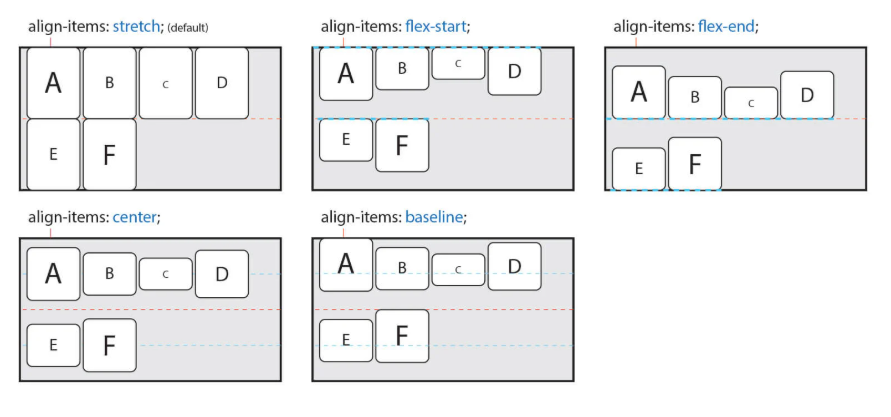 align-items: stretch; (default)
A B C D
E F
align-items: flex-start;
A B C D
E F
align-items: flex-end;
A B C D
E F
align-items: center;
A B C D
E F
align-items: baseline;
A B C D
E F